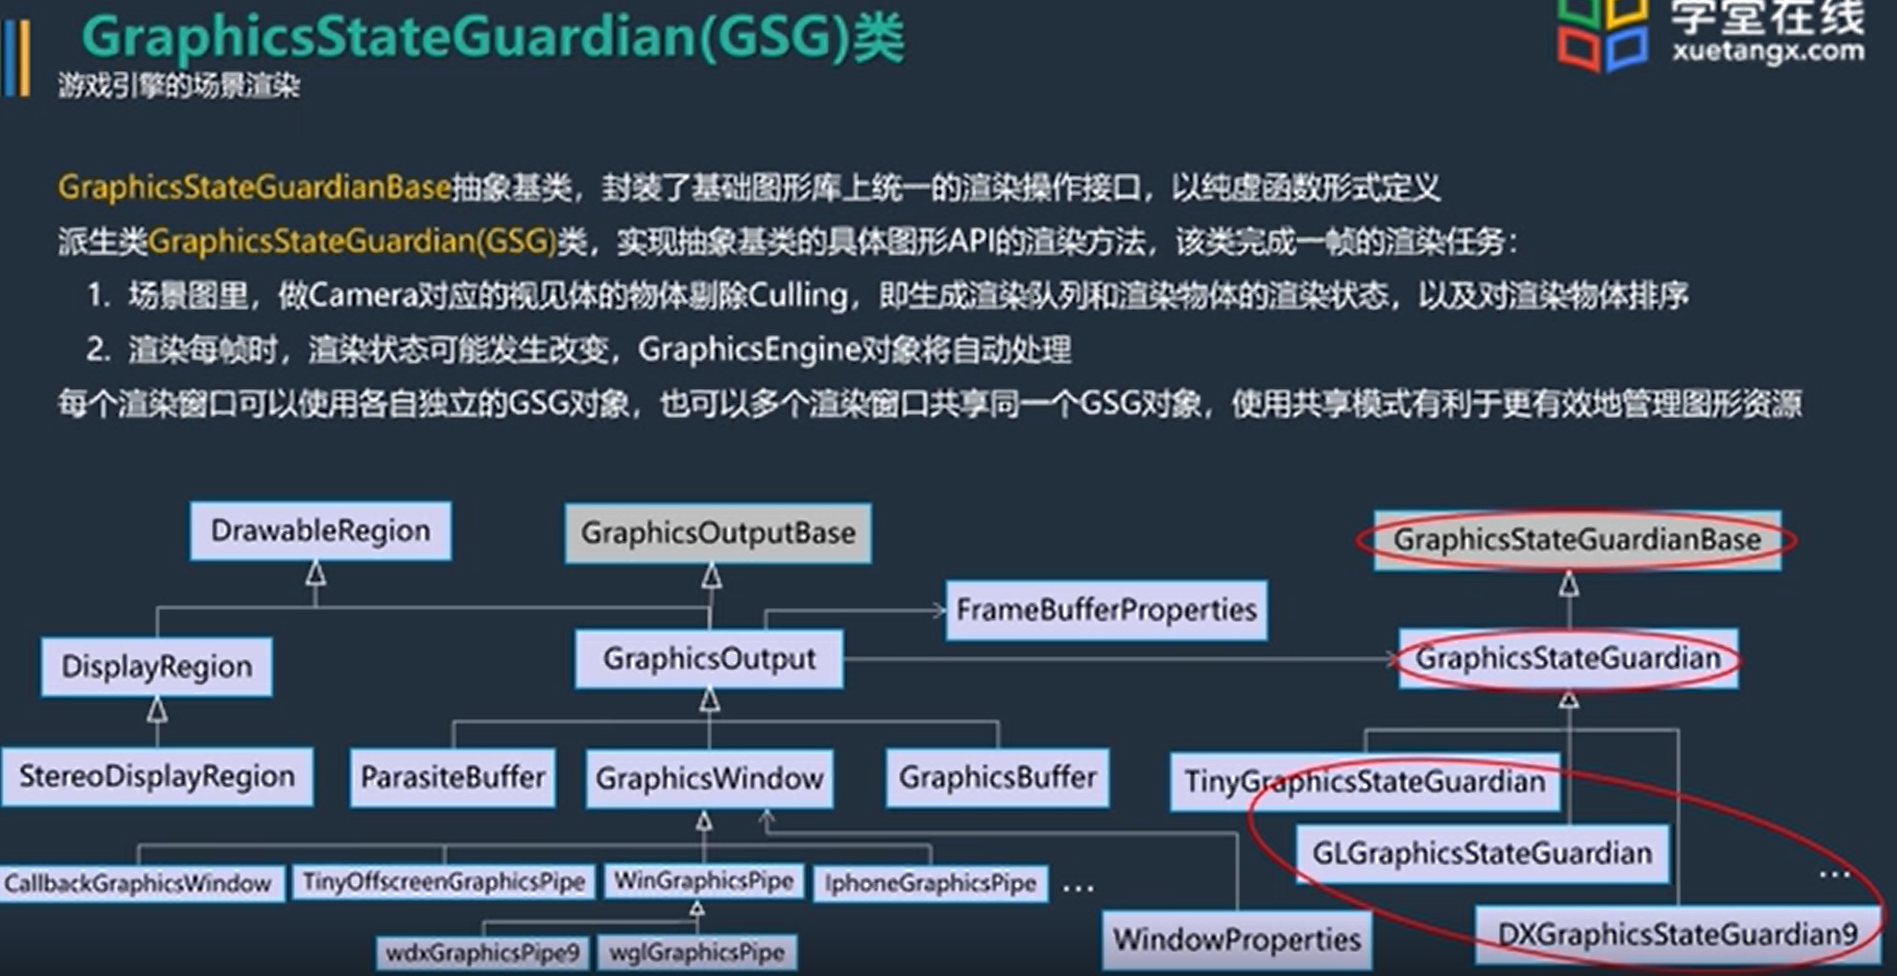 GraphicsStateGuardian(GSG)类
学堂在线
xuetangx.com
游戏引擎的场景渲染
GraphicsStateGuardianBase抽象基类，封装了基础图形库上统一的渲染操作接口，以纯虚函数形式定义
派生类GraphicsStateGuardian(GSG)类，实现抽象基类的具体图形API的渲染方法，该类完成一帧的渲染任务：
1. 场景图里，做Camera对应的视见体的物体剔除Culling，即生成渲染队列和渲染物体的渲染状态，以及对渲染物体排序
2. 渲染每帧时，渲染状态可能发生改变，GraphicsEngine对象将自动处理
每个渲染窗口可以使用各自独立的GSG对象，也可以多个渲染窗口共享同一个GSG对象，使用共享模式有利于更有效地管理图形资源
DrawableRegion
GraphicsOutputBase
GraphicsStateGuardianBase
FrameBufferProperties
DisplayRegion
GraphicsOutput
GraphicsStateGuardian
StereoDisplayRegion
ParasiteBuffer
GraphicsWindow
GraphicsBuffer
TinyGraphicsStateGuardian
GLGraphicsStateGuardian
CallbackGraphicsWindow
TinyOffscreenGraphicsPipe
WinGraphicsPipe
IphoneGraphicsPipe
...
...
wdxGraphicsPipe9
wglGraphicsPipe
WindowProperties
DXGraphicsStateGuardian9